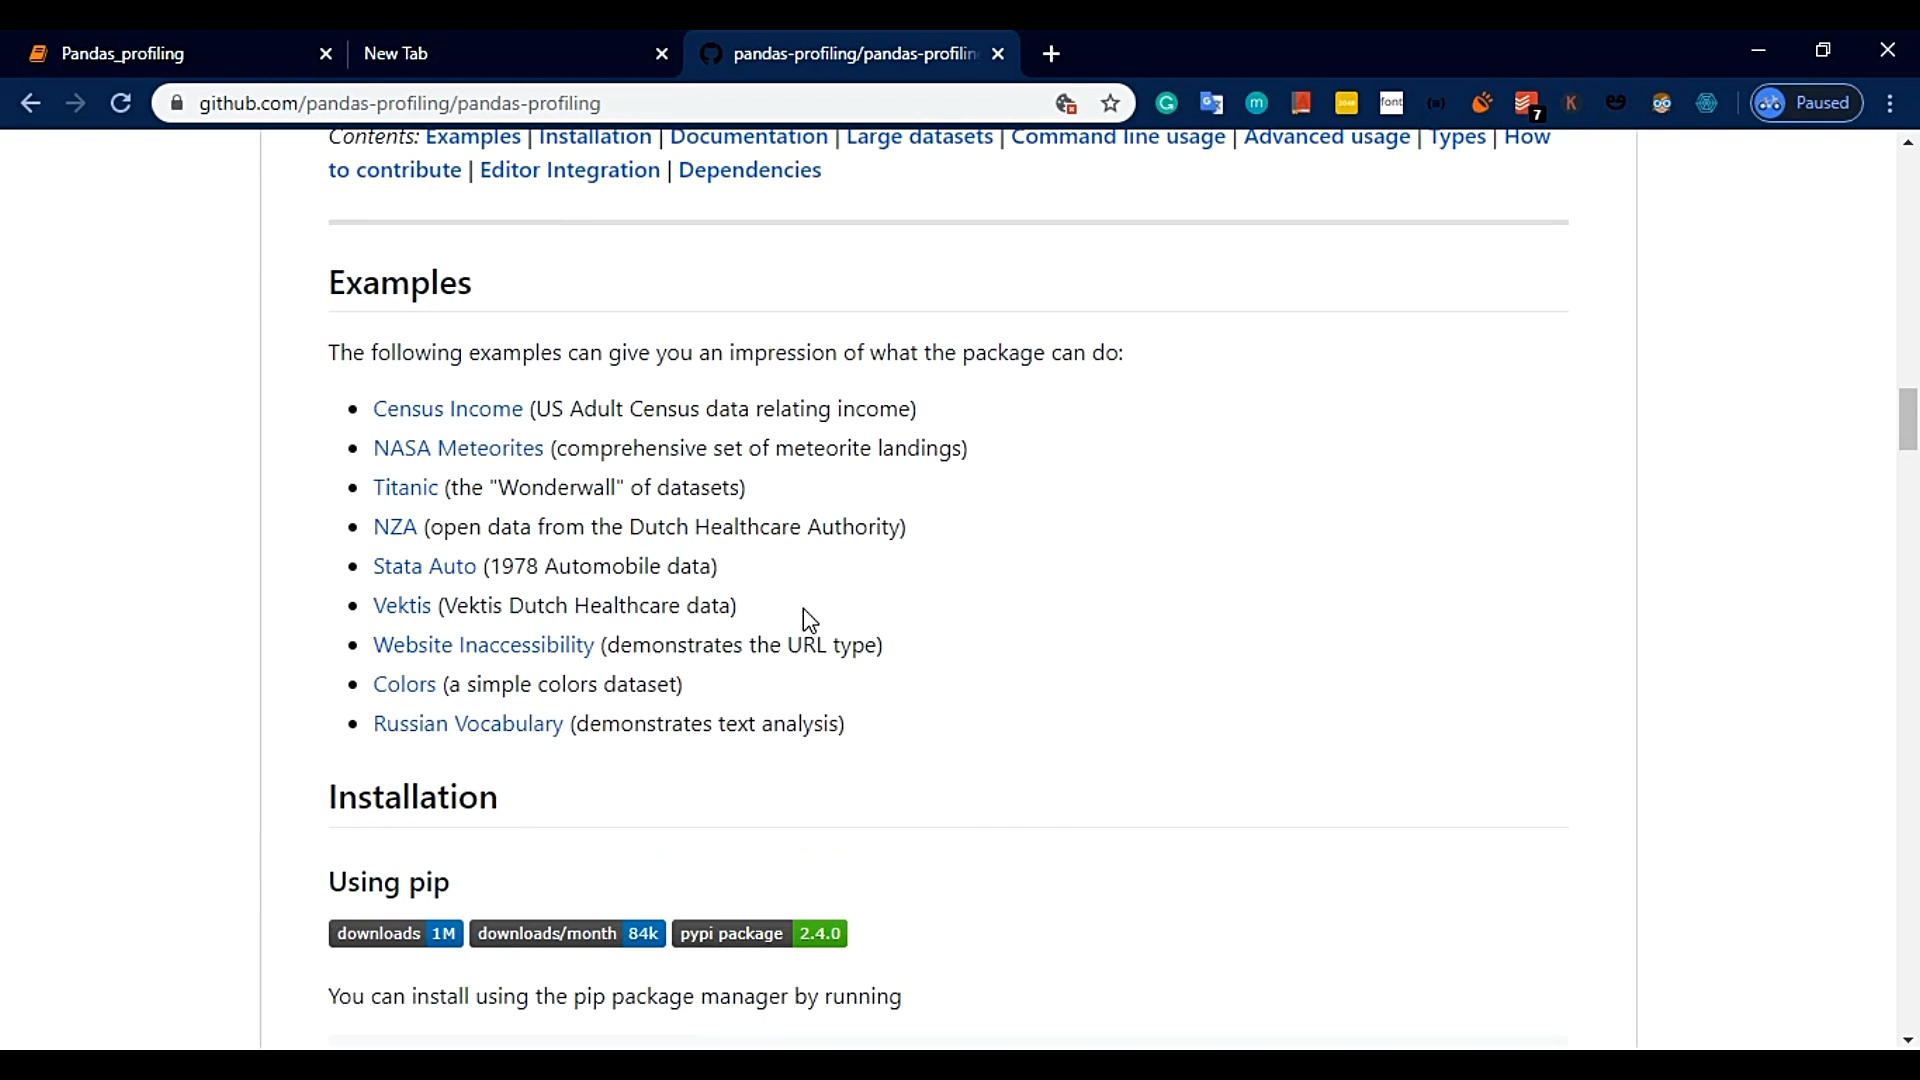 Pandas_profiling
New Tab
pandas-profiling/pandas-profilin
github.com/pandas-profiling/pandas-profiling
font
7
K
Paused
Contents: Examples | Installation | Documentation | Large datasets | Command line usage | Advanced usage | Types | How
to contribute | Editor Integration | Dependencies
Examples
The following examples can give you an impression of what the package can do:
• Census Income (US Adult Census data relating income)
• NASA Meteorites (comprehensive set of meteorite landings)
• Titanic (the "Wonderwall" of datasets)
• NZA (open data from the Dutch Healthcare Authority)
• Stata Auto (1978 Automobile data)
• Vektis (Vektis Dutch Healthcare data)
• Website Inaccessibility (demonstrates the URL type)
• Colors (a simple colors dataset)
• Russian Vocabulary (demonstrates text analysis)
Installation
Using pip
downloads 1M downloads/month 84k pypi package 2.4.0
You can install using the pip package manager by running